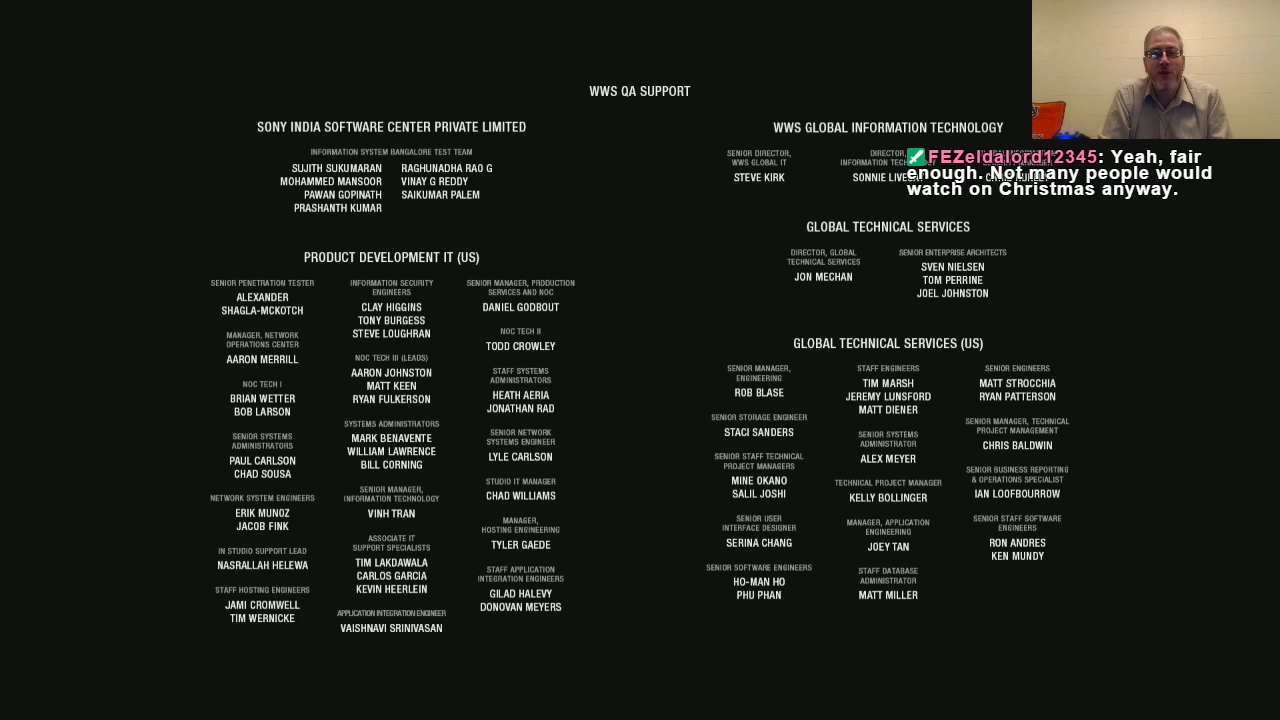 WWS QA SUPPORT
SONY INDIA SOFTWARE CENTER PRIVATE LIMITED
INFORMATION SYSTEM BANGALORE TEST TEAM
SUJITH SUKUMARAN RAGHUNADHA RAO G
MOHAMMED MANSOOR VINAY G REDDY
PAWAN GOPINATH SAIKUMAR PALEM
PRASHANTH KUMAR
PRODUCT DEVELOPMENT IT (US)
SENIOR PENETRATION TESTER
ALEXANDER
SHAGLA-MCKOTCH
MANAGER, NETWORK
OPERATIONS CENTER
AARON MERRILL
NOC TECH I
BRIAN WETTER
BOB LARSON
SENIOR SYSTEMS
ADMINISTRATORS
PAUL CARLSON
CHAD SOUSA
NETWORK SYSTEM ENGINEERS
ERIK MUNOZ
JACOB FINK
IN STUDIO SUPPORT LEAD
NASRALLAH HELEWA
STAFF HOSTING ENGINEERS
JAMI CROMWELL
TIM WERNICKE
INFORMATION SECURITY
ENGINEERS
CLAY HIGGINS
TONY BURGESS
STEVE LOUGHRAN
NOC TECH III (LEADS)
AARON JOHNSTON
MATT KEEN
RYAN FULKERSON
SYSTEMS ADMINISTRATORS
MARK BENAVENTE
WILLIAM LAWRENCE
BILL CORNING
SENIOR MANAGER,
INFORMATION TECHNOLOGY
VINH TRAN
ASSOCIATE IT
SUPPORT SPECIALISTS
TIM LAKDAWALA
CARLOS GARCIA
KEVIN HEERLEIN
APPLICATION INTEGRATION ENGINEER
VAISHNAVI SRINIVASAN
SENIOR MANAGER, PRODUCTION
SERVICES AND NOC
DANIEL GODBOUT
NOC TECH II
TODD CROWLEY
STAFF SYSTEMS
ADMINISTRATORS
HEATH AERIA
JONATHAN RAD
SENIOR NETWORK
SYSTEMS ENGINEER
LYLE CARLSON
STUDIO IT MANAGER
CHAD WILLIAMS
MANAGER,
HOSTING ENGINEERING
TYLER GAEDE
STAFF APPLICATION
INTEGRATION ENGINEERS
GILAD HALEVY
DONOVAN MEYERS
WWS GLOBAL INFORMATION TECHNOLOGY
SENIOR DIRECTOR,
WWS GLOBAL IT
STEVE KIRK
DIRECTOR,
INFORMATION
SONNIE
FEZeldalord12345: Yeah, fair
enough. Not many people would
watch on Christmas anyway.
GLOBAL TECHNICAL SERVICES
DIRECTOR, GLOBAL
TECHNICAL SERVICES
JON MECHAN
SENIOR ENTERPRISE ARCHITECTS
SVEN NIELSEN
TOM PERRINE
JOEL JOHNSTON
GLOBAL TECHNICAL SERVICES (US)
SENIOR MANAGER,
ENGINEERING
ROB BLASE
SENIOR STORAGE ENGINEER
STACI SANDERS
SENIOR STAFF TECHNICAL
PROJECT MANAGERS
MINE OKANO
SALIL JOSHI
SENIOR USER
INTERFACE DESIGNER
SERINA CHANG
SENIOR SOFTWARE ENGINEERS
HO-MAN HO
PHU PHAN
STAFF ENGINEERS
TIM MARSH
JEREMY LUNSFORD
MATT DIENER
SENIOR SYSTEMS
ADMINISTRATOR
ALEX MEYER
TECHNICAL PROJECT MANAGER
KELLY BOLLINGER
MANAGER, APPLICATION
ENGINEERING
JOEY TAN
STAFF DATABASE
ADMINISTRATOR
MATT MILLER
SENIOR ENGINEERS
MATT STROCCHIA
RYAN PATTERSON
SENIOR MANAGER, TECHNICAL
PROJECT MANAGEMENT
CHRIS BALDWIN
SENIOR BUSINESS REPORTING
& OPERATIONS SPECIALIST
IAN LOOFBOURROW
SENIOR STAFF SOFTWARE
ENGINEERS
RON ANDRES
KEN MUNDY